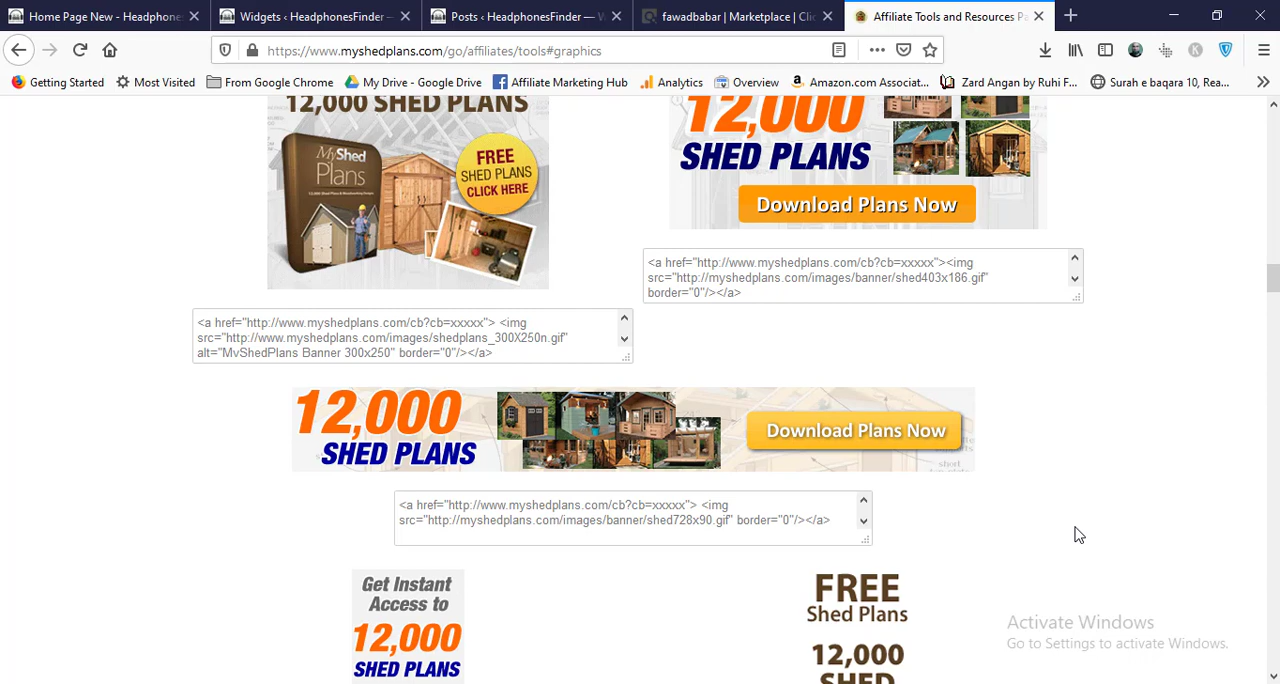 Home Page New - Headphones
Widgets ‹ HeadphonesFinder —
Posts ‹ HeadphonesFinder — W
fawadbabar | Marketplace | Clic
Affiliate Tools and Resources Pa
https://www.myshedplans.com/go/affiliates/tools#graphics
Getting Started
Most Visited
From Google Chrome
My Drive - Google Drive
Affiliate Marketing Hub
Analytics
Overview
Amazon.com Associat...
Zard Angan by Ruhi F...
Surah e baqara 10, Rea...
12,000 SHED PLANS
MyShed
Plans
FREE
SHED PLANS
CLICK HERE
12,000
SHED PLANS
Download Plans Now
<a href="http://www.myshedplans.com/cb?cb=xxxxx"><img
src="http://myshedplans.com/images/banner/shed403x186.gif"
border="0"/></a>
<a href="http://www.myshedplans.com/cb?cb=xxxxx"> <img
src="http://www.myshedplans.com/images/shedplans_300X250n.gif"
alt="MyShedPlans Banner 300x250" border="0"/></a>
12,000
SHED PLANS
Download Plans Now
short
<a href="http://www.myshedplans.com/cb?cb=xxxxx"> <img
src="http://myshedplans.com/images/banner/shed728x90.gif" border="0"/></a>
Get Instant
Access to
12,000
SHED PLANS
FREE
Shed Plans
12,000
SHED
Activate Windows
Go to Settings to activate Windows.